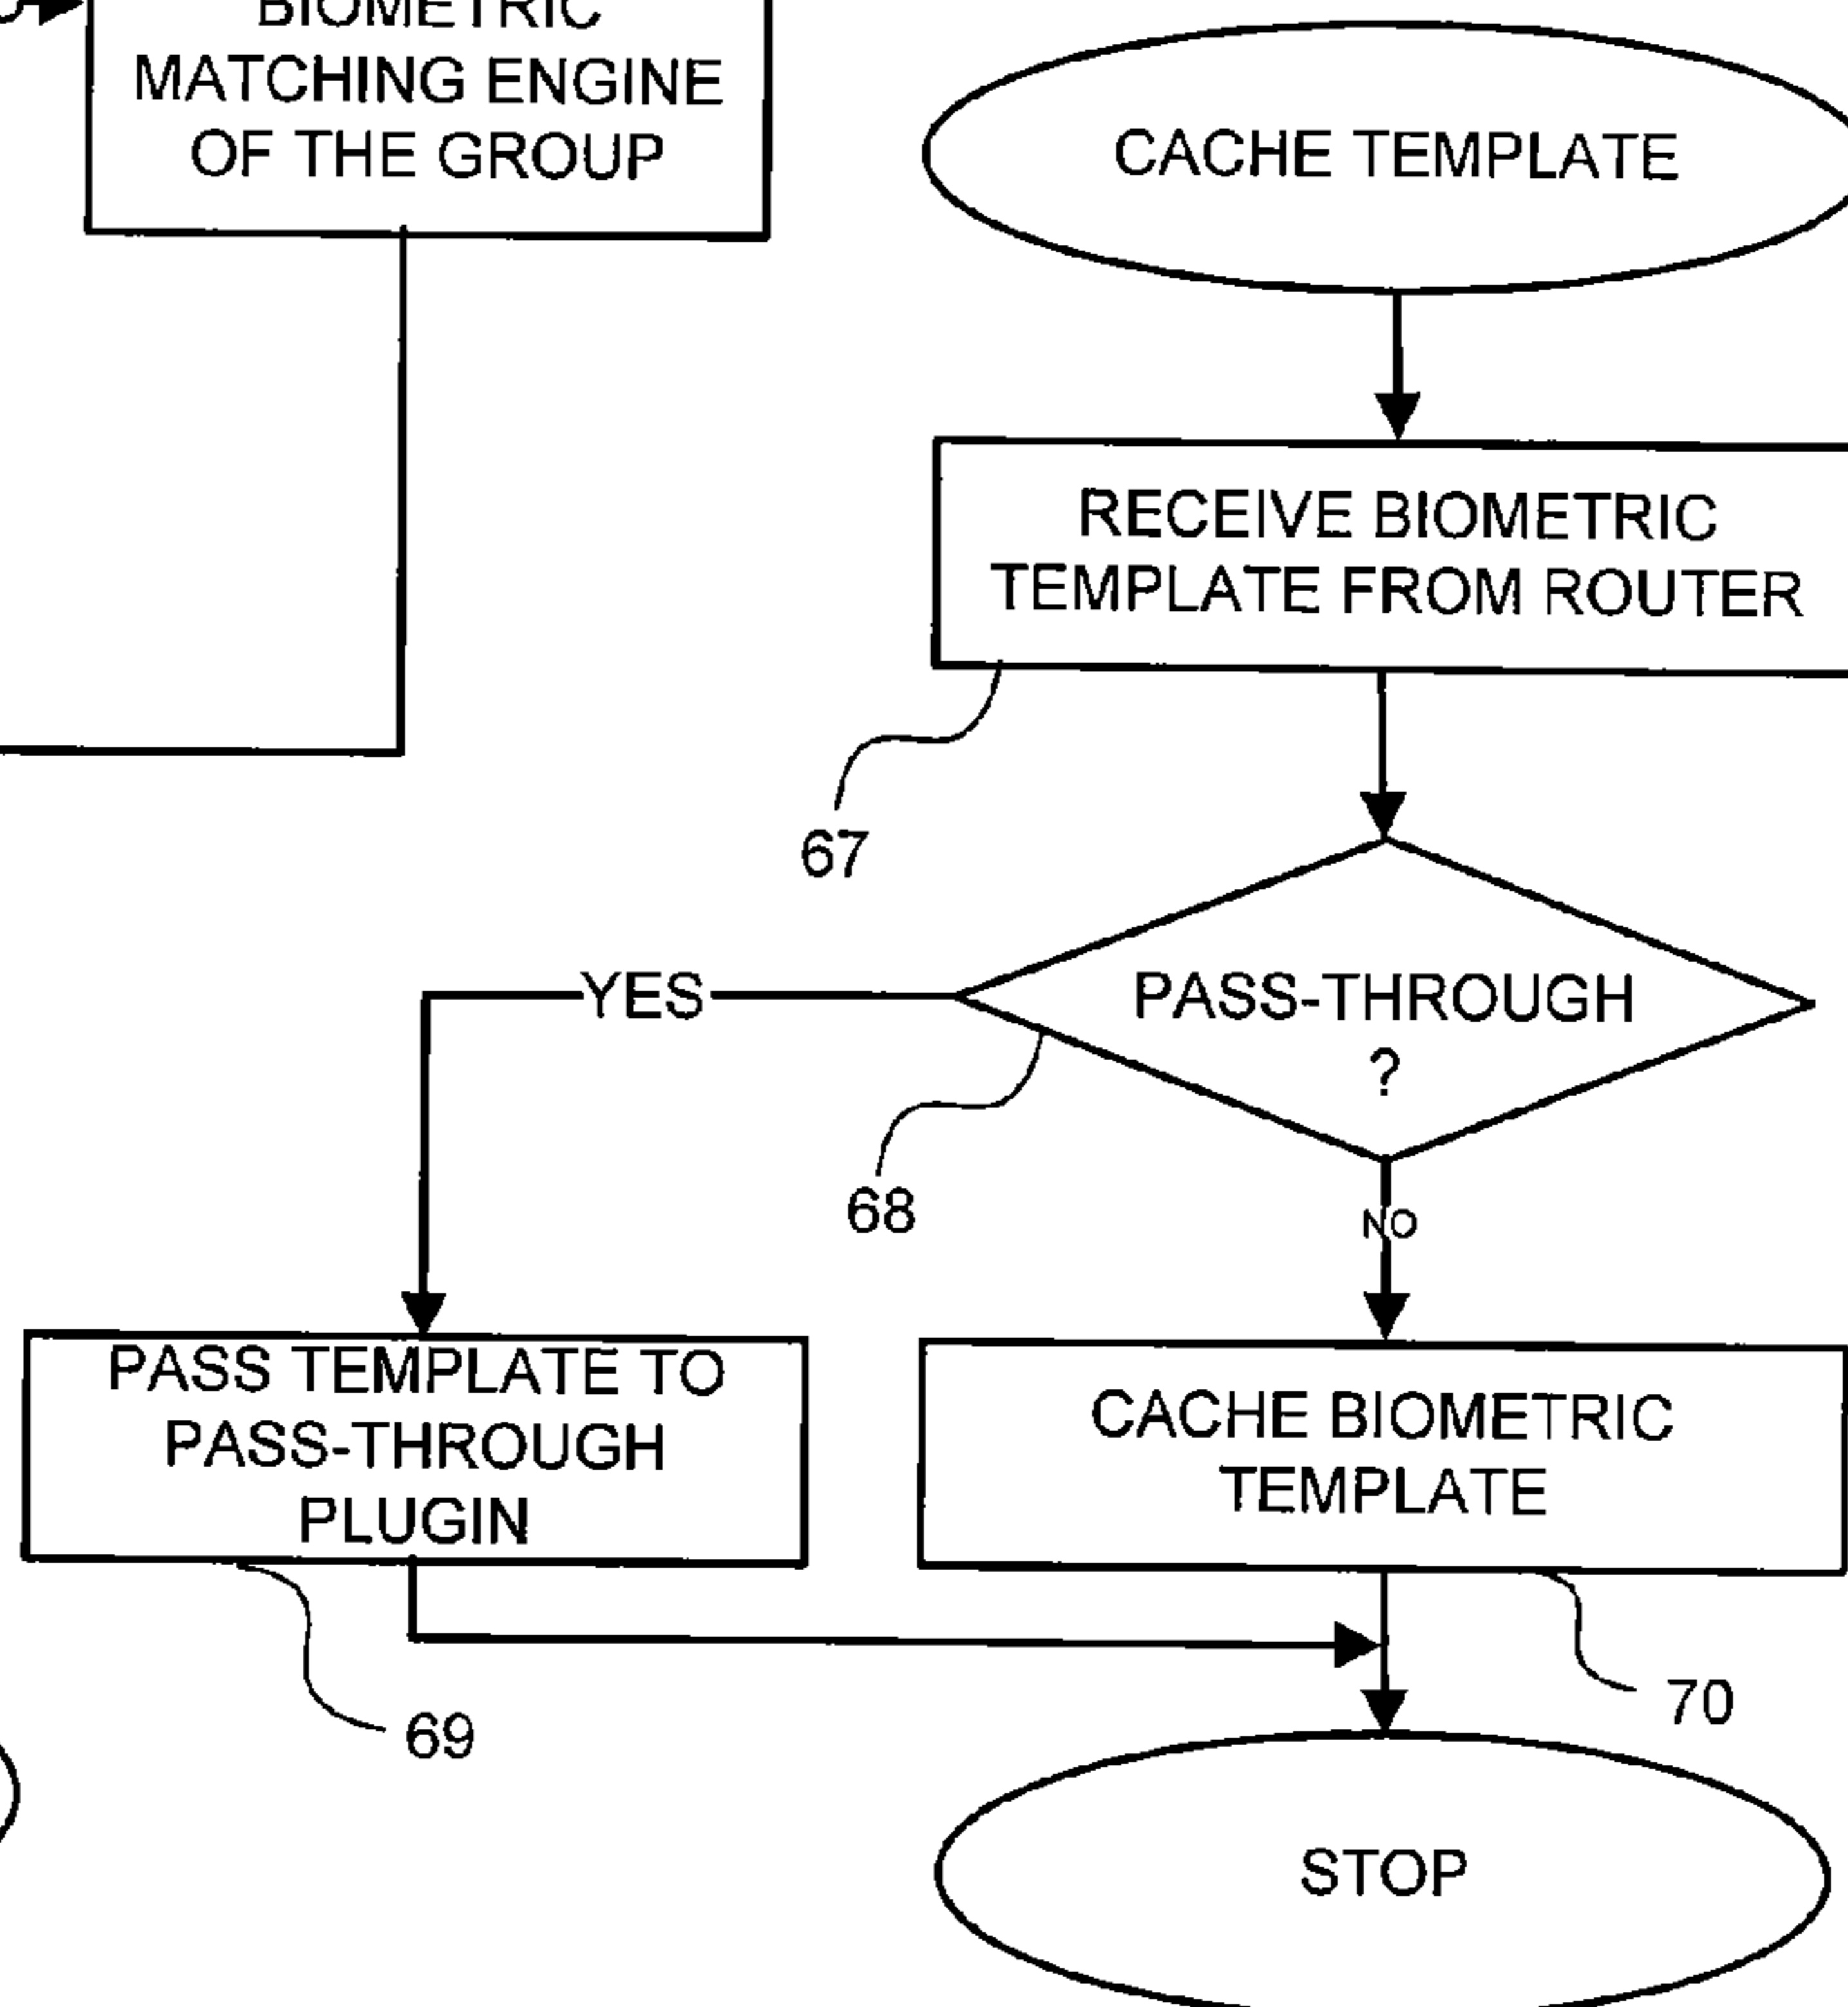 BIOMETRIC
MATCHING ENGINE
OF THE GROUP
CACHE TEMPLATE
RECEIVE BIOMETRIC
TEMPLATE FROM ROUTER
67
PASS-THROUGH
?
YES
68
NO
PASS TEMPLATE TO
PASS-THROUGH
PLUGIN
CACHE BIOMETRIC
TEMPLATE
69
70
STOP